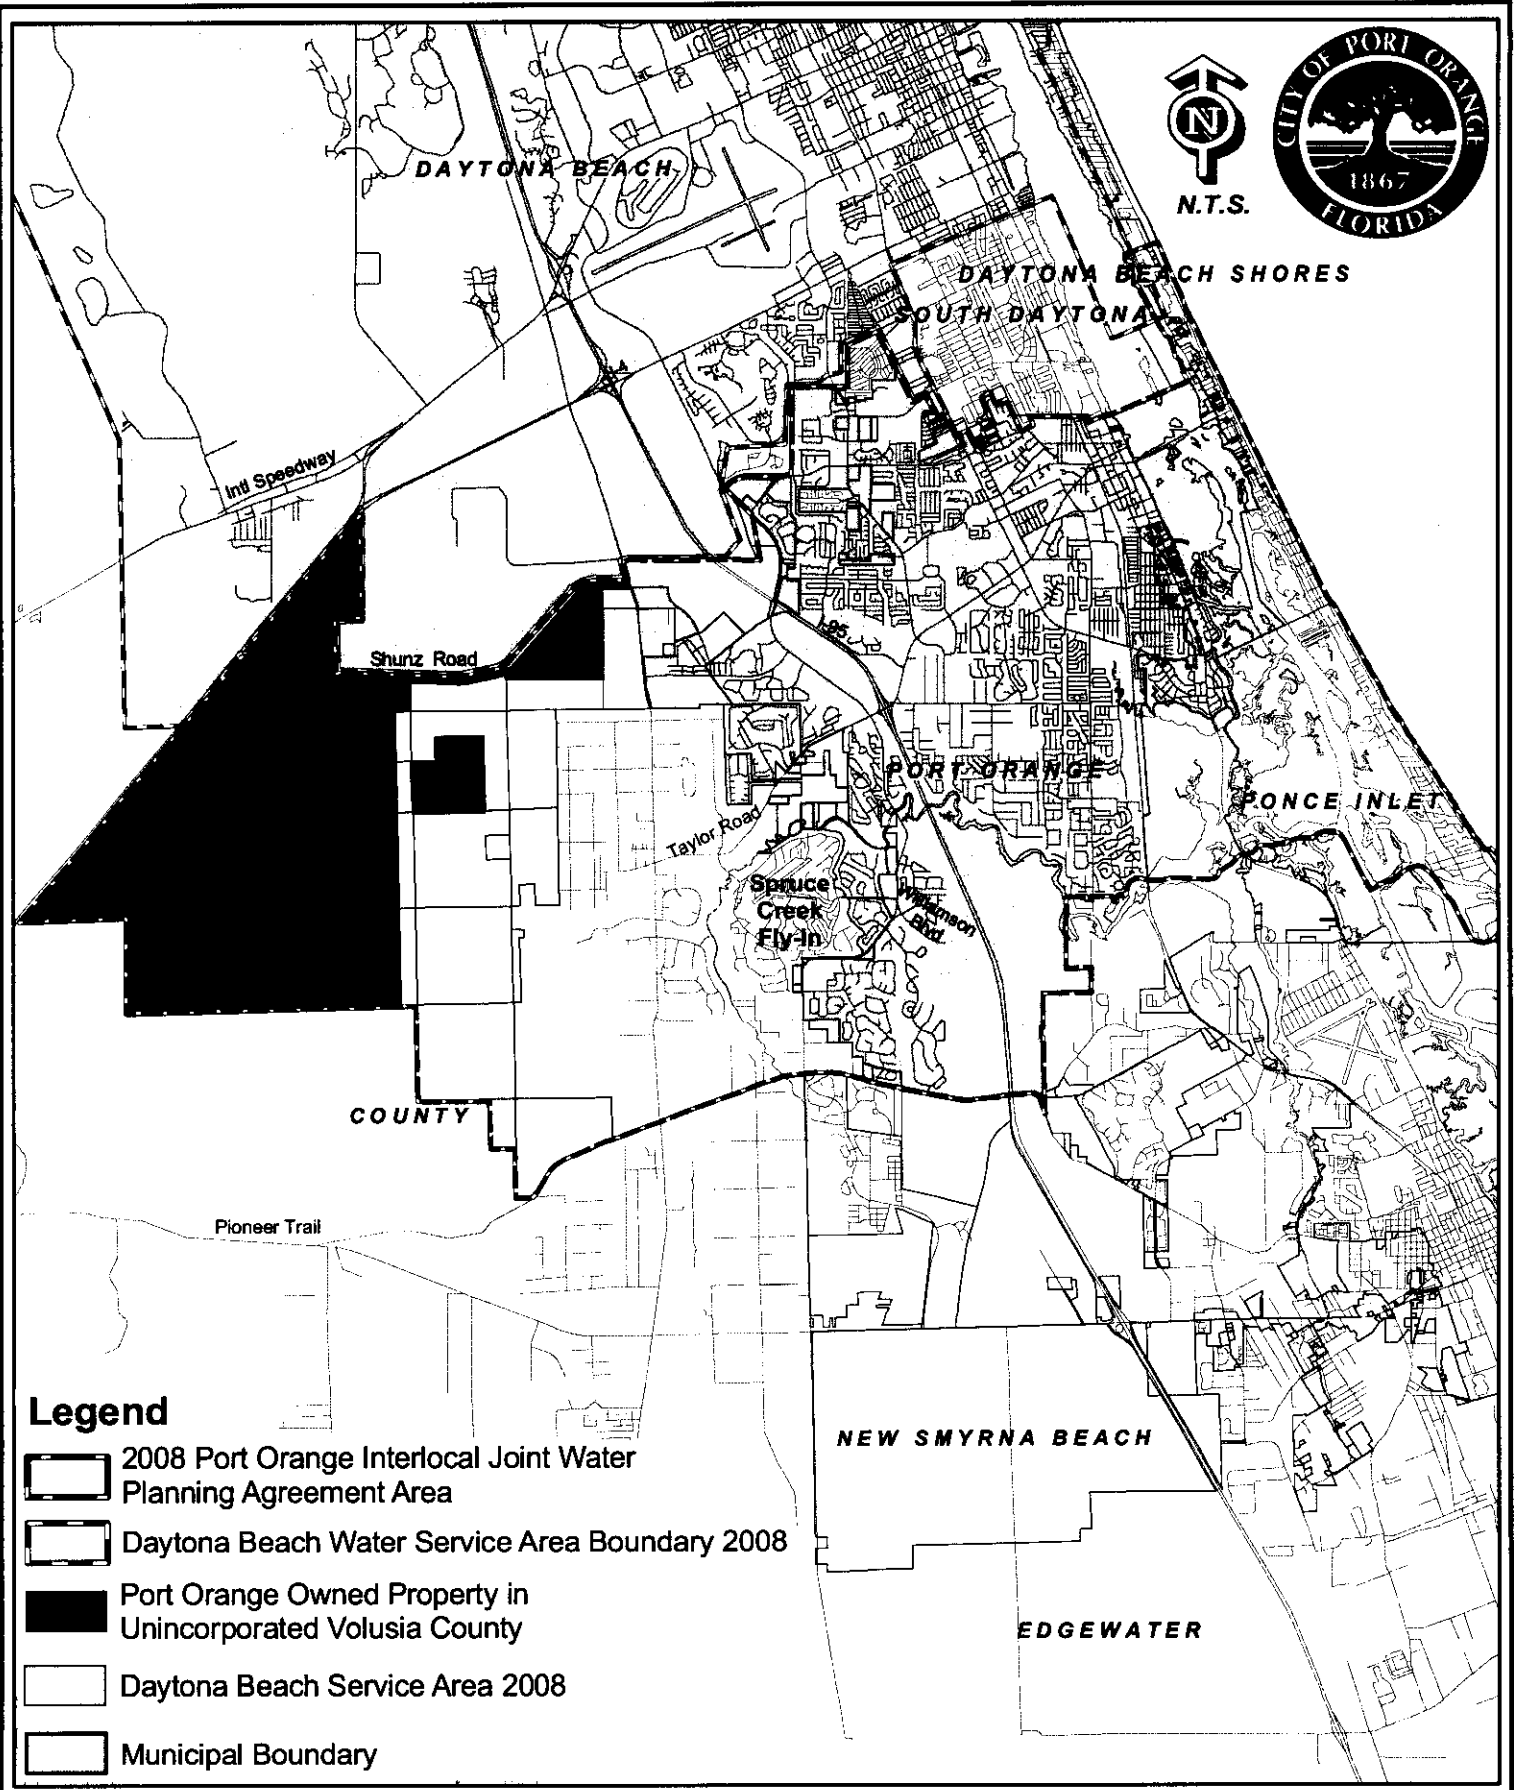 CITY OF PORT ORANGE
1867
FLORIDA
N
N.T.S.
DAYTONA BEACH
DAYTONA BEACH SHORES
SOUTH DAYTONA
Intl Speedway
I-95
Shunz Road
PORT ORANGE
PONCE INLET
Taylor Road
Spruce
Creek
Fly-In
Williamson
Blvd
COUNTY
Pioneer Trail
NEW SMYRNA BEACH
EDGEWATER
Legend
2008 Port Orange Interlocal Joint Water
Planning Agreement Area
Daytona Beach Water Service Area Boundary 2008
Port Orange Owned Property in
Unincorporated Volusia County
Daytona Beach Service Area 2008
Municipal Boundary